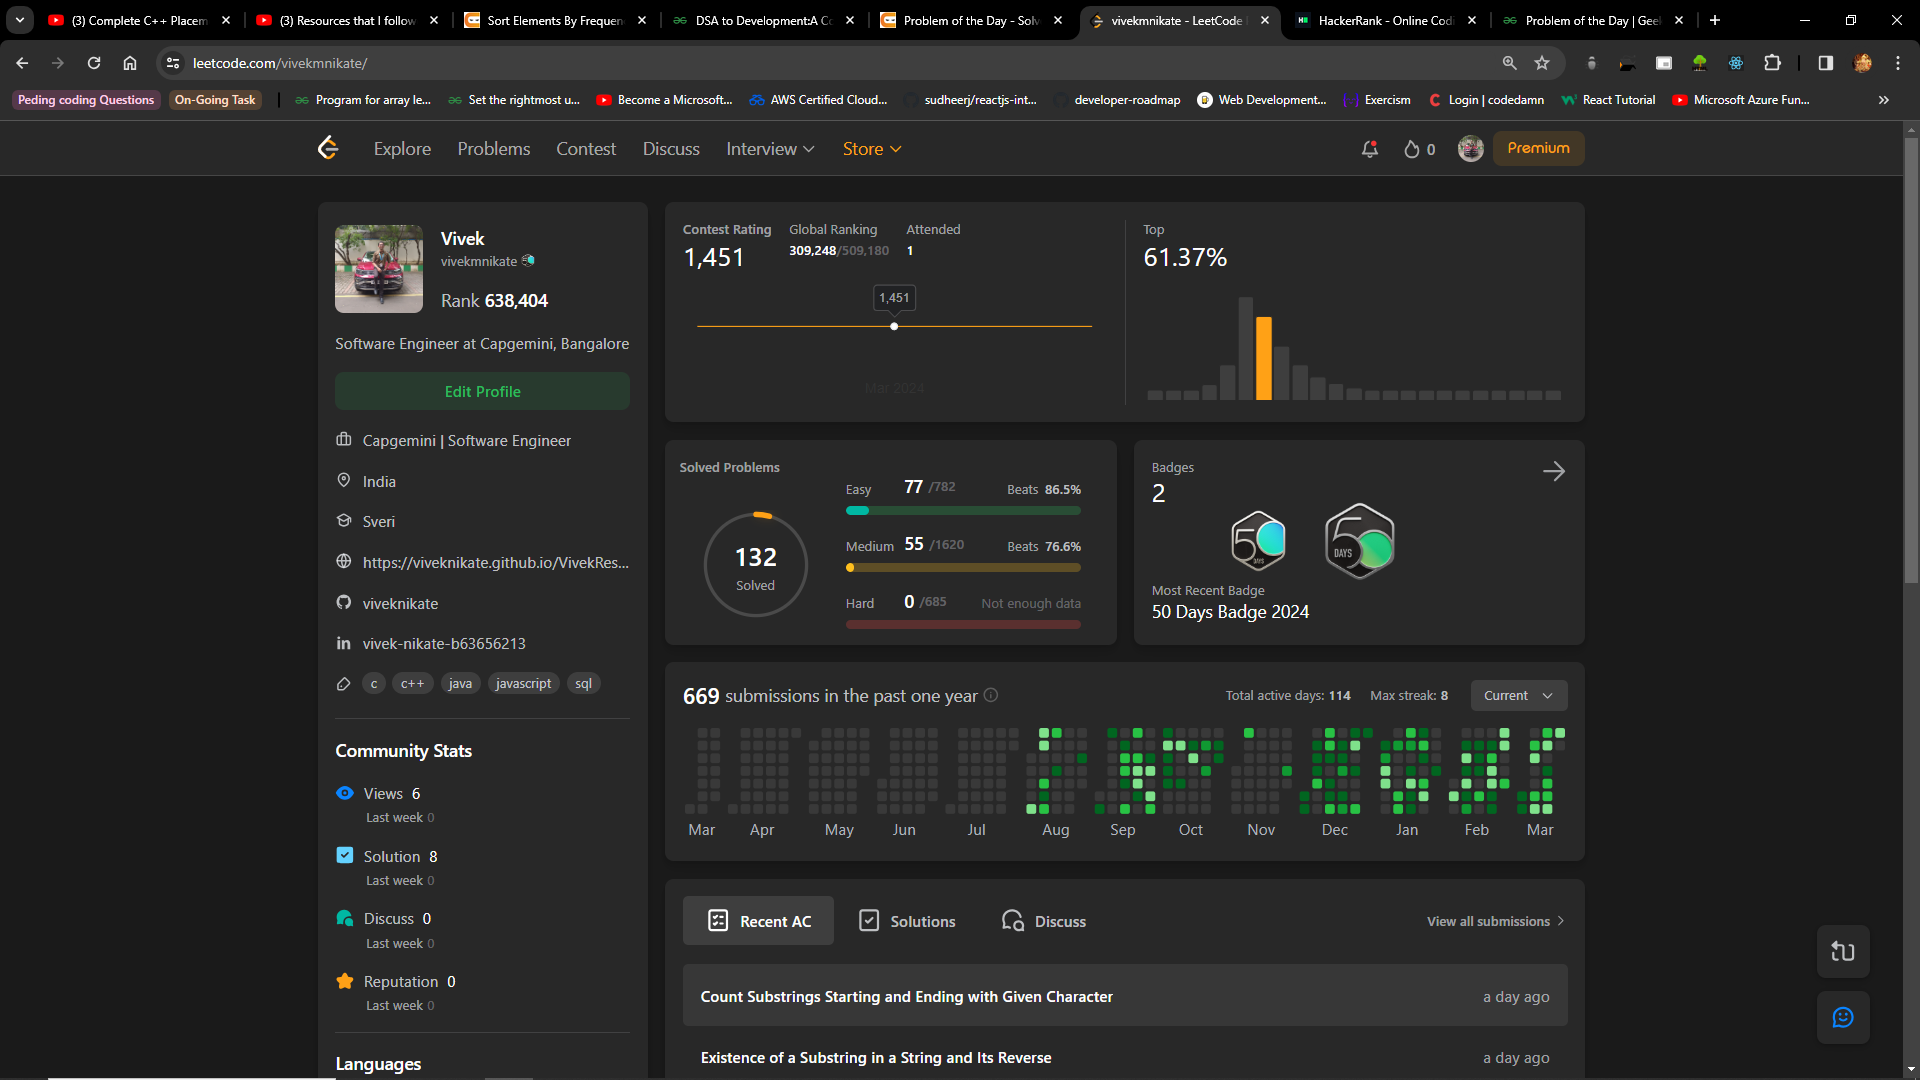 (3) Complete C++ Placem
(3) Resources that I follow
Sort Elements By Frequen
DSA to Development:A Co
Problem of the Day - Solv
vivekmnikate - LeetCode
HackerRank - Online Codi
Problem of the Day | Gee
leetcode.com/vivekmnikate/
Peding coding Questions
On-Going Task
Program for array le...
Set the rightmost u...
Become a Microsoft...
AWS Certified Cloud...
sudheerj/reactjs-int...
developer-roadmap
Web Development...
Exercism
Login | codedamn
React Tutorial
Microsoft Azure Fun...
Explore
Problems
Contest
Discuss
Interview
Store
0
Premium
Vivek
vivekmnikate
Rank 638,404
Software Engineer at Capgemini, Bangalore
Edit Profile
Capgemini | Software Engineer
India
Sveri
https://viveknikate.github.io/VivekRes...
viveknikate
vivek-nikate-b63656213
c
c++
java
javascript
sql
Community Stats
Views 6
Last week 0
Solution 8
Last week 0
Discuss 0
Last week 0
Reputation 0
Last week 0
Languages
Contest Rating
1,451
Global Ranking
309,248/509,180
Attended
1
1,451
Mar 2024
Top
61.37%
Solved Problems
132
Solved
Easy 77 /782 Beats 86.5%
Medium 55 /1620 Beats 76.6%
Hard 0 /685 Not enough data
Badges
2
50 DAYS
50 DAYS
Most Recent Badge
50 Days Badge 2024
669 submissions in the past one year
Total active days: 114
Max streak: 8
Current
Mar Apr May Jun Jul Aug Sep Oct Nov Dec Jan Feb Mar
Recent AC
Solutions
Discuss
View all submissions
Count Substrings Starting and Ending with Given Character
a day ago
Existence of a Substring in a String and Its Reverse
a day ago